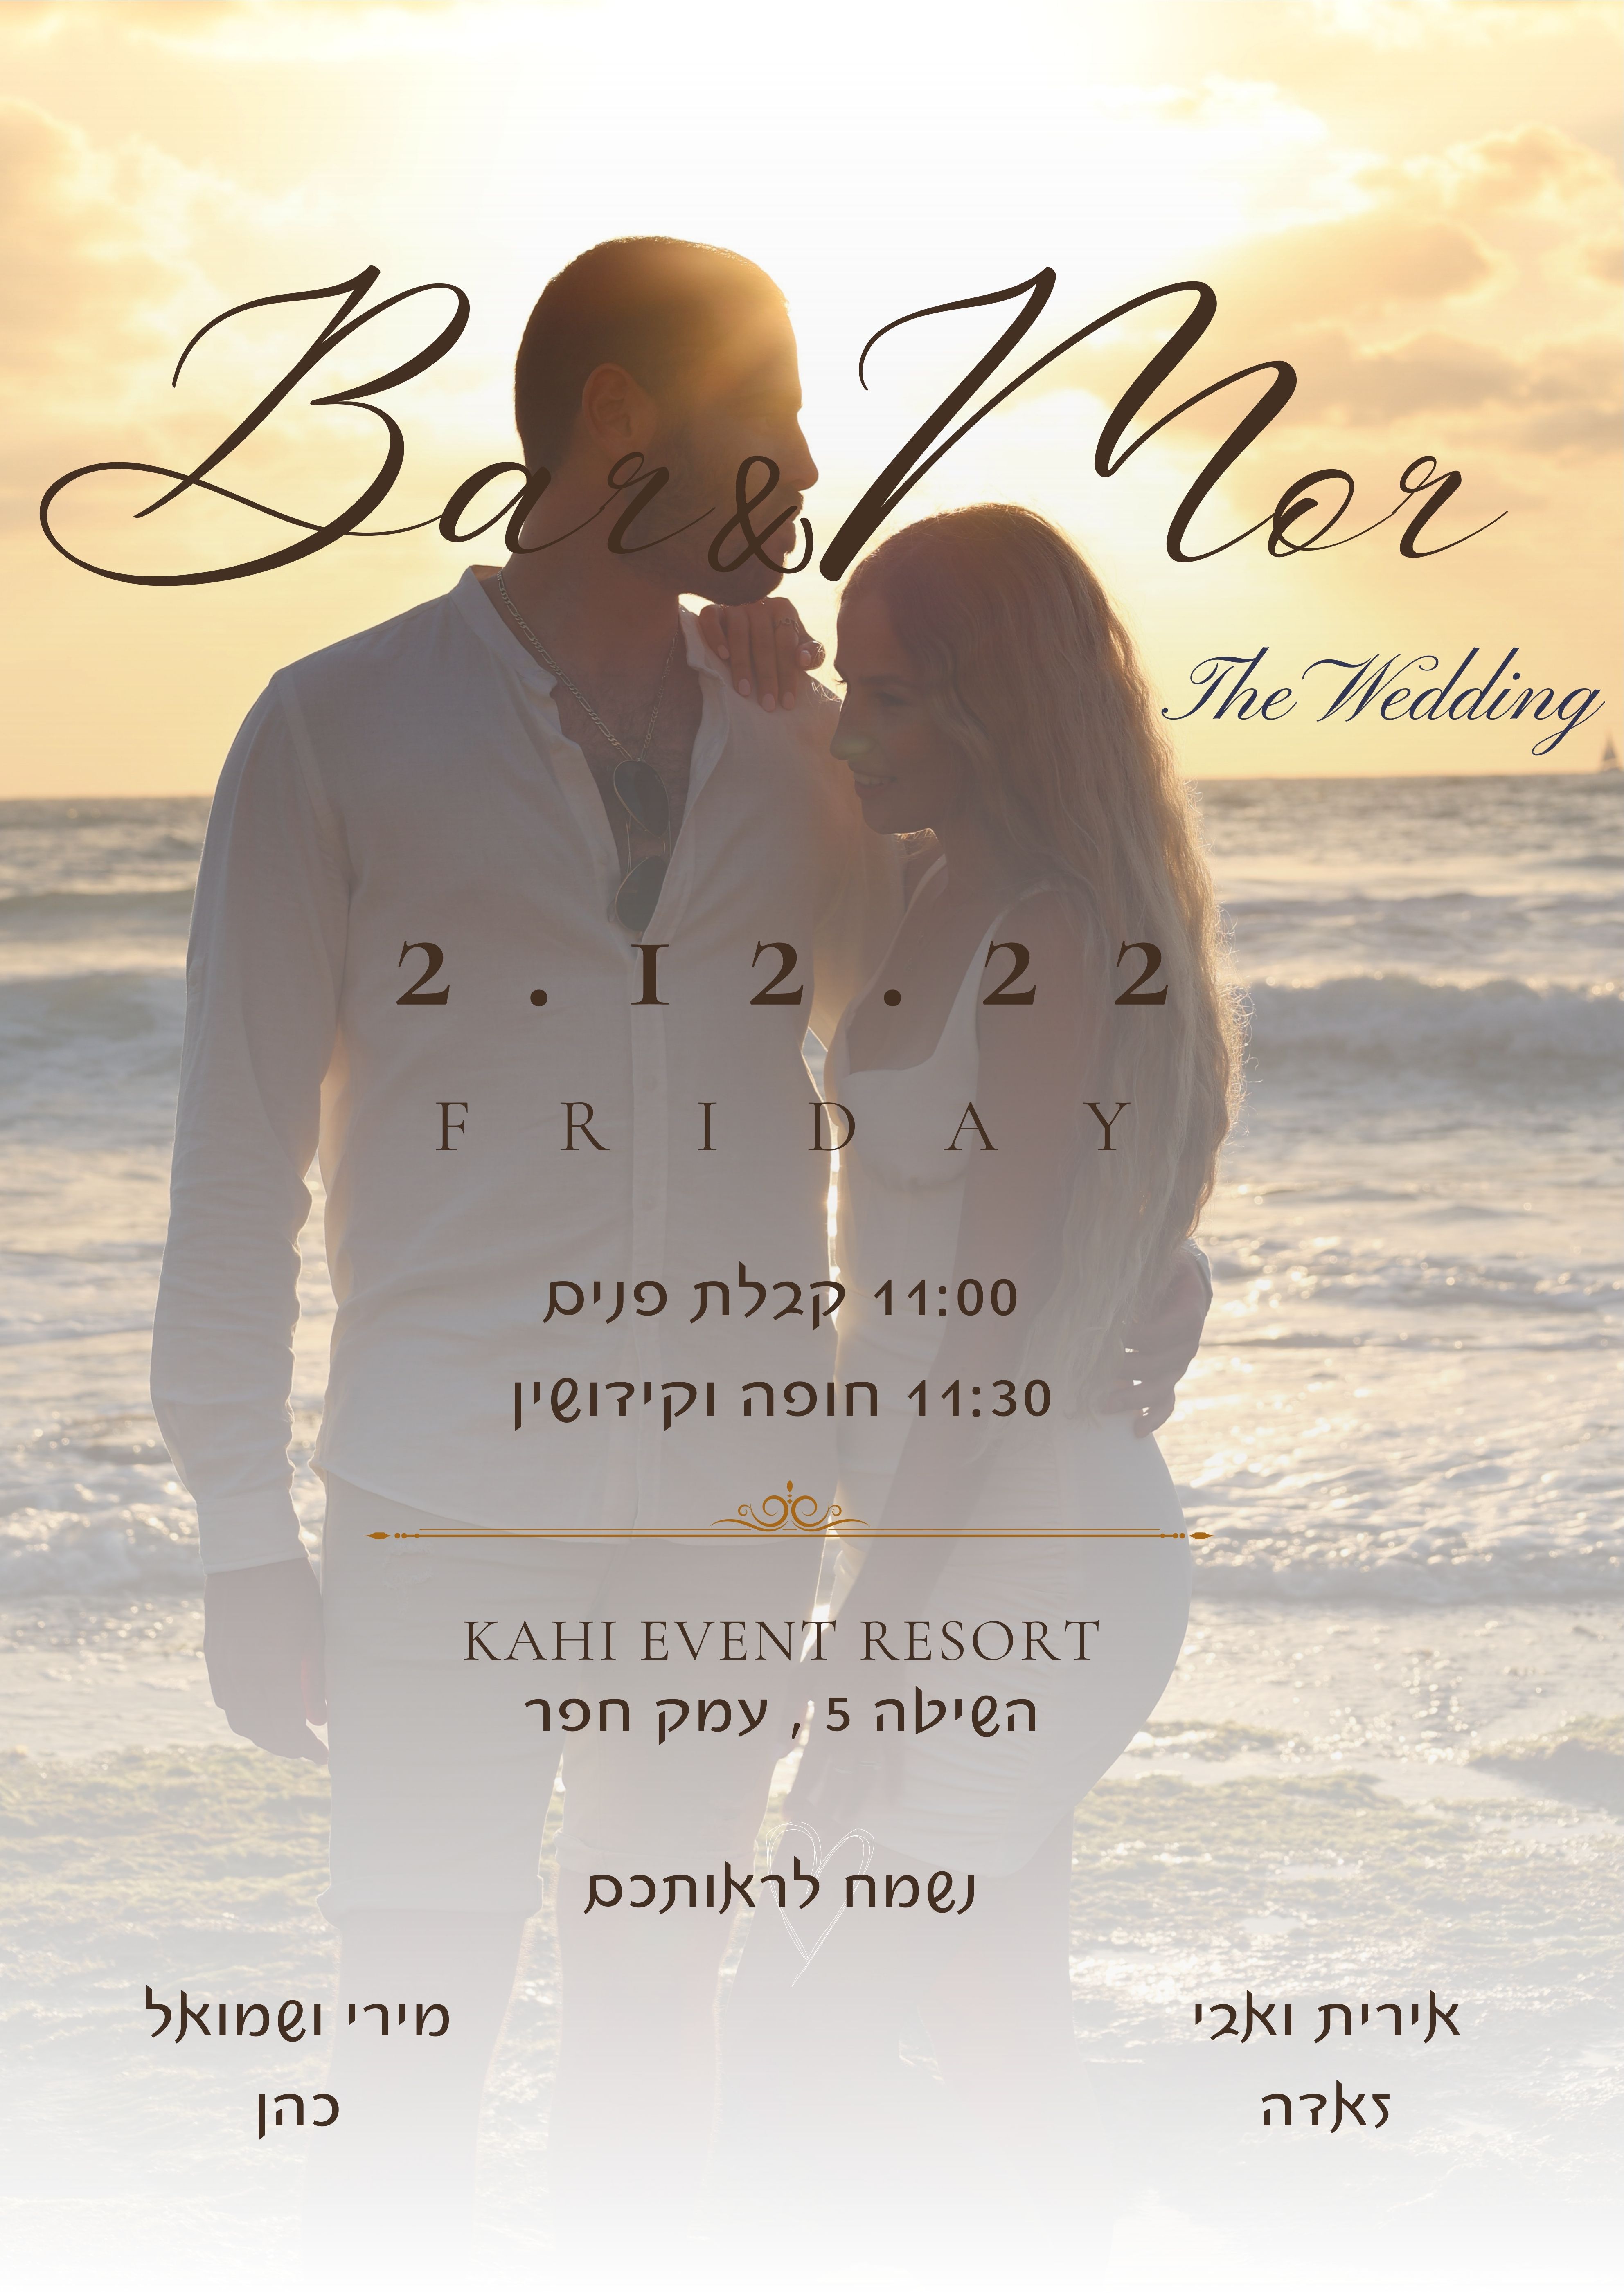 Bar & Mor
The Wedding
2.12.22
FRIDAY
11:00 קבלת פנים
11:30 חופה וקידושין
KAHI EVENT RESORT
השיטה 5 , עמק חפר
נשמח לראותכם
אירית ואבי
זאדה
מירי ושמואל
כהן